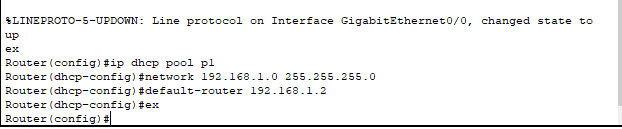 %LINEPROTO-5-UPDOWN: Line protocol on Interface GigabitEthernet0/0, changed state to
up
ex
Router(config)#ip dhcp pool p1
Router(dhcp-config)#network 192.168.1.0 255.255.255.0
Router(dhcp-config)#default-router 192.168.1.2
Router(dhcp-config)#ex
Router(config)#